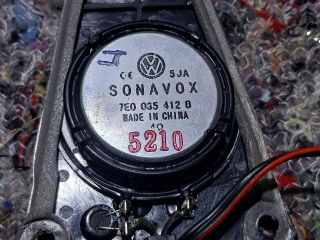 CE 5JA
SONAVOX
7E0 035 412 B
MADE IN CHINA
40
5210